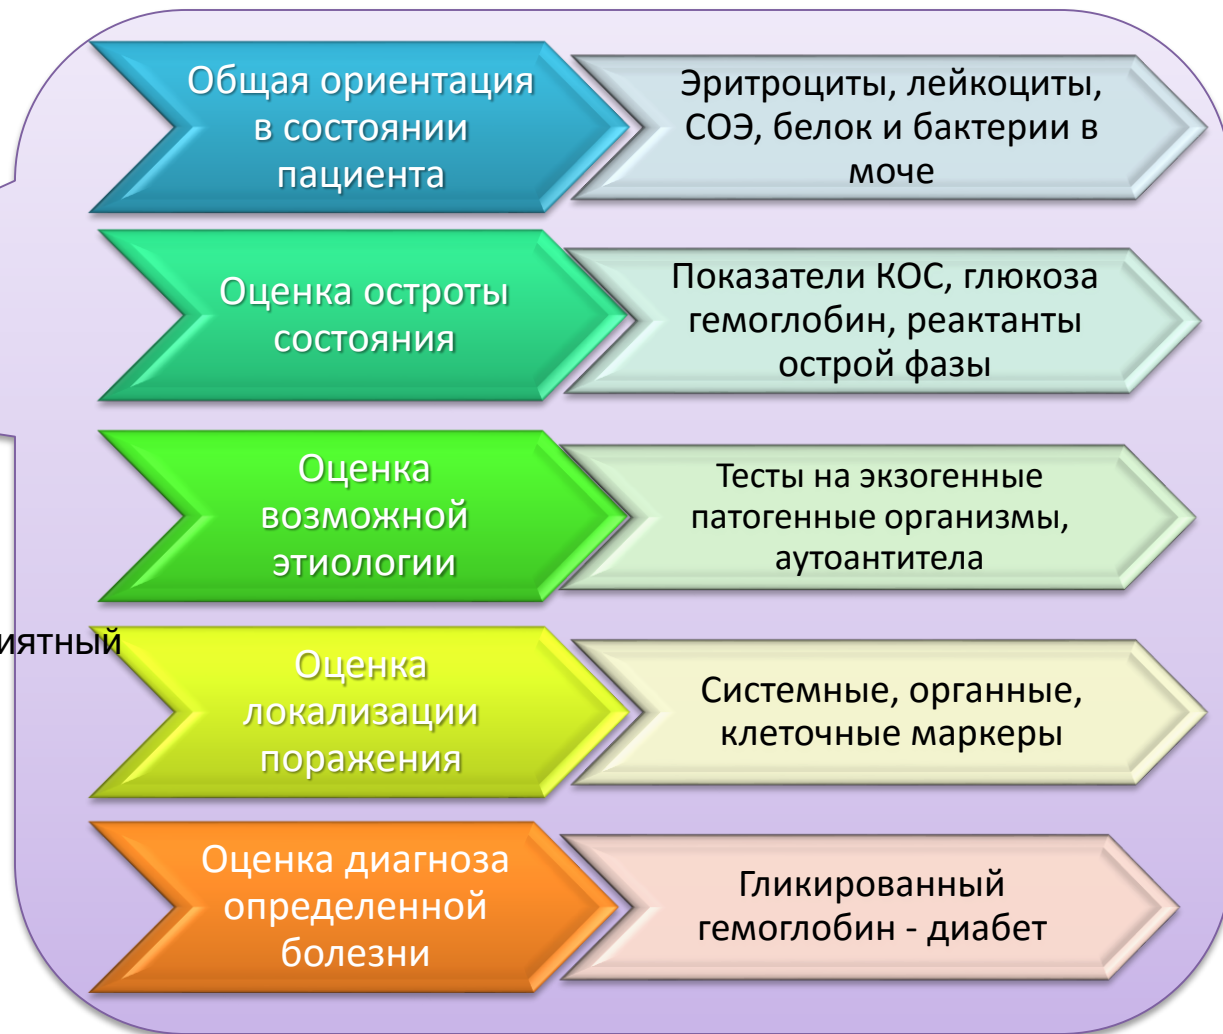 Общая ориентация
в состоянии
пациента
Эритроциты, лейкоциты,
СОЭ, белок и бактерии в
моче
Оценка остроты
состояния
Показатели КОС, глюкоза
гемоглобин, реактанты
острой фазы
Оценка
возможной
этиологии
Тесты на экзогенные
патогенные организмы,
аутоантитела
Оценка
локализации
поражения
Системные, органные,
клеточные маркеры
Оценка диагноза
определенной
болезни
Гликированный
гемоглобин - диабет